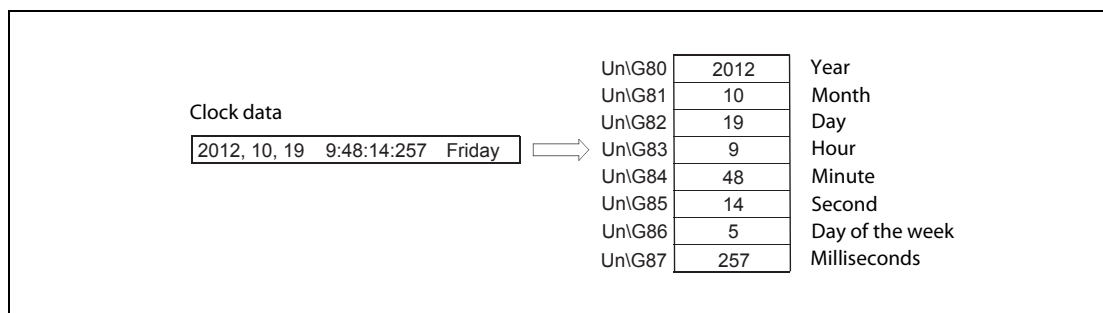 Clock data
2012, 10, 19 9:48:14:257 Friday
Un\G80 2012 Year
Un\G81 10 Month
Un\G82 19 Day
Un\G83 9 Hour
Un\G84 48 Minute
Un\G85 14 Second
Un\G86 5 Day of the week
Un\G87 257 Milliseconds